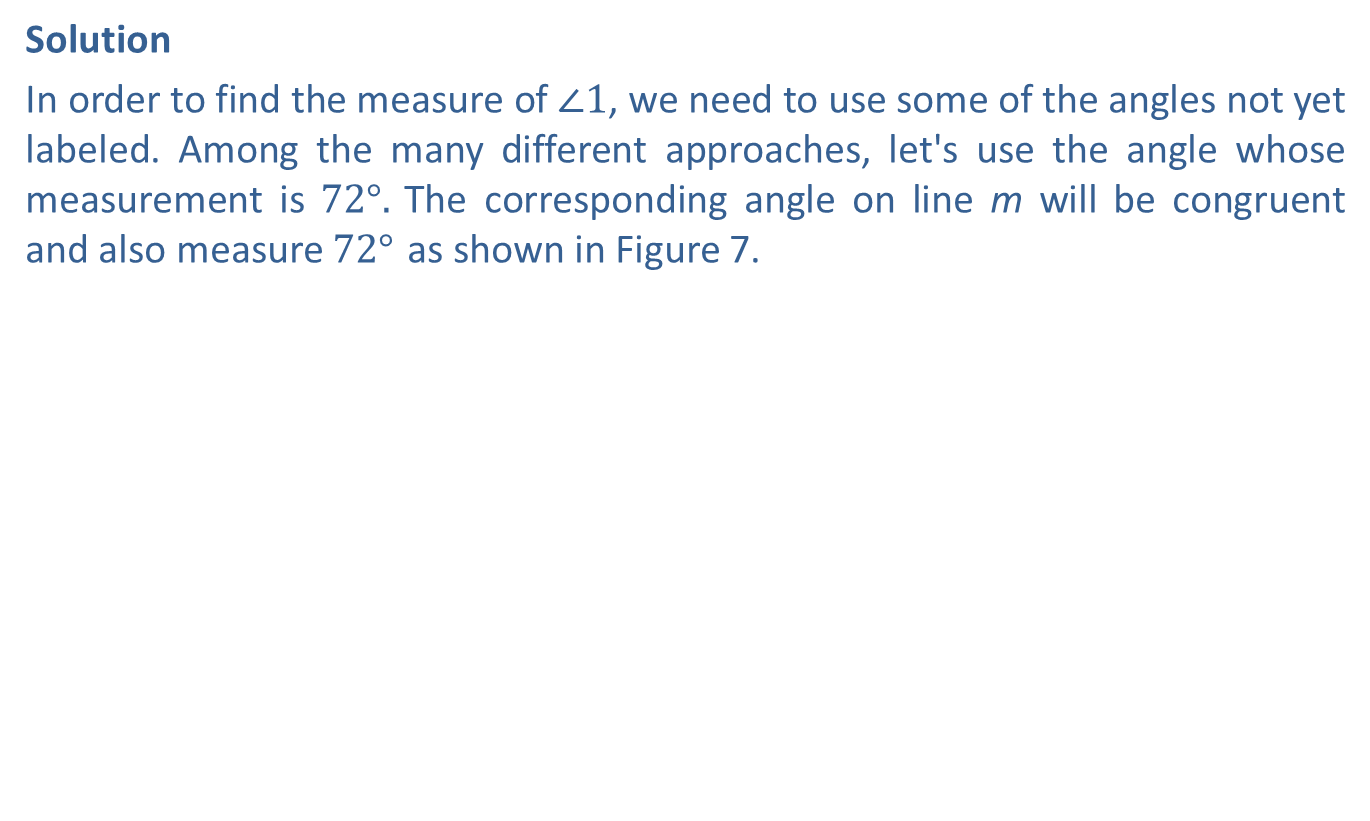 Solution
In order to find the measure of ∠1, we need to use some of the angles not yet
labeled. Among the many different approaches, let's use the angle whose
measurement is 72°. The corresponding angle on line m will be congruent
and also measure 72° as shown in Figure 7.